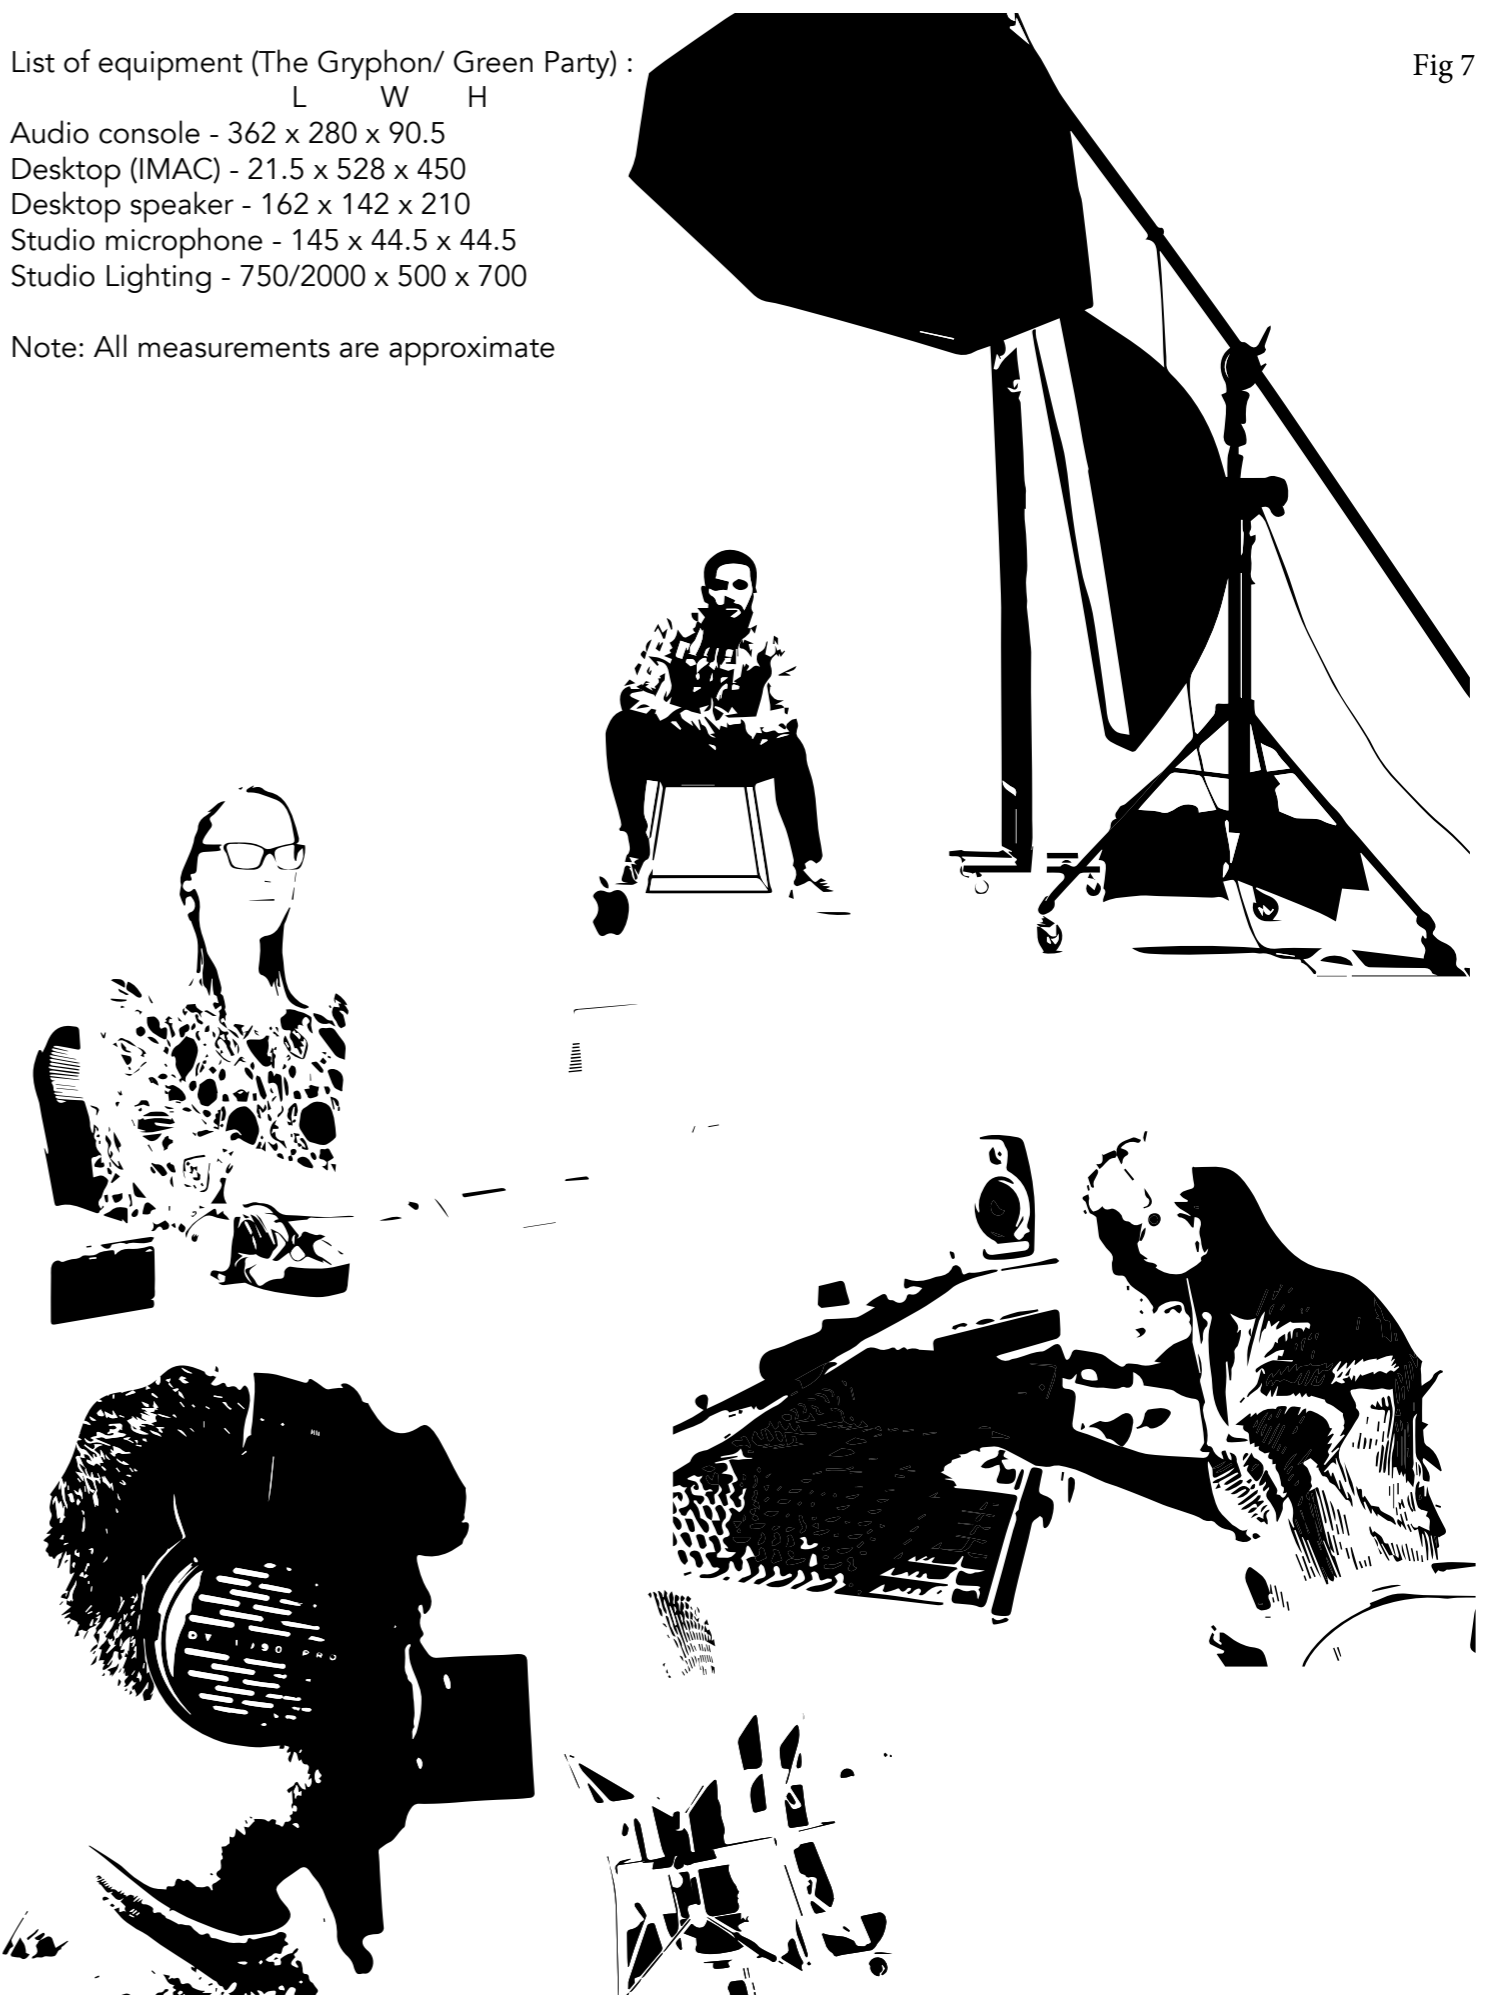 List of equipment (The Gryphon/ Green Party) :
Fig 7
L W H
Audio console - 362 x 280 x 90.5
Desktop (IMAC) - 21.5 x 528 x 450
Desktop speaker - 162 x 142 x 210
Studio microphone - 145 x 44.5 x 44.5
Studio Lighting - 750/2000 x 500 x 700
Note: All measurements are approximate